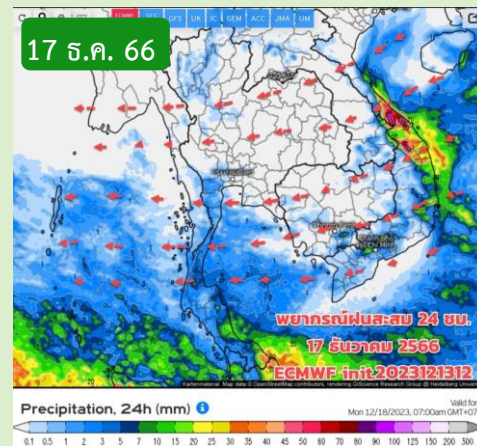 ECMWF GFS UK IC GEM ACC JMA UM
17 ธ.ค. 66
พยากรณ์ฝนสะสม 24 ชม.
17 ธันวาคม 2566
ECMWF init.2023121312
Precipitation, 24h (mm)
Valid for
Mon 12/18/2023, 07:00am GMT+07
0.1 0.5 1 2 3 5 7 10 15 20 25 30 35 40 45 50 60 70 80 90 100 125 150 200 300